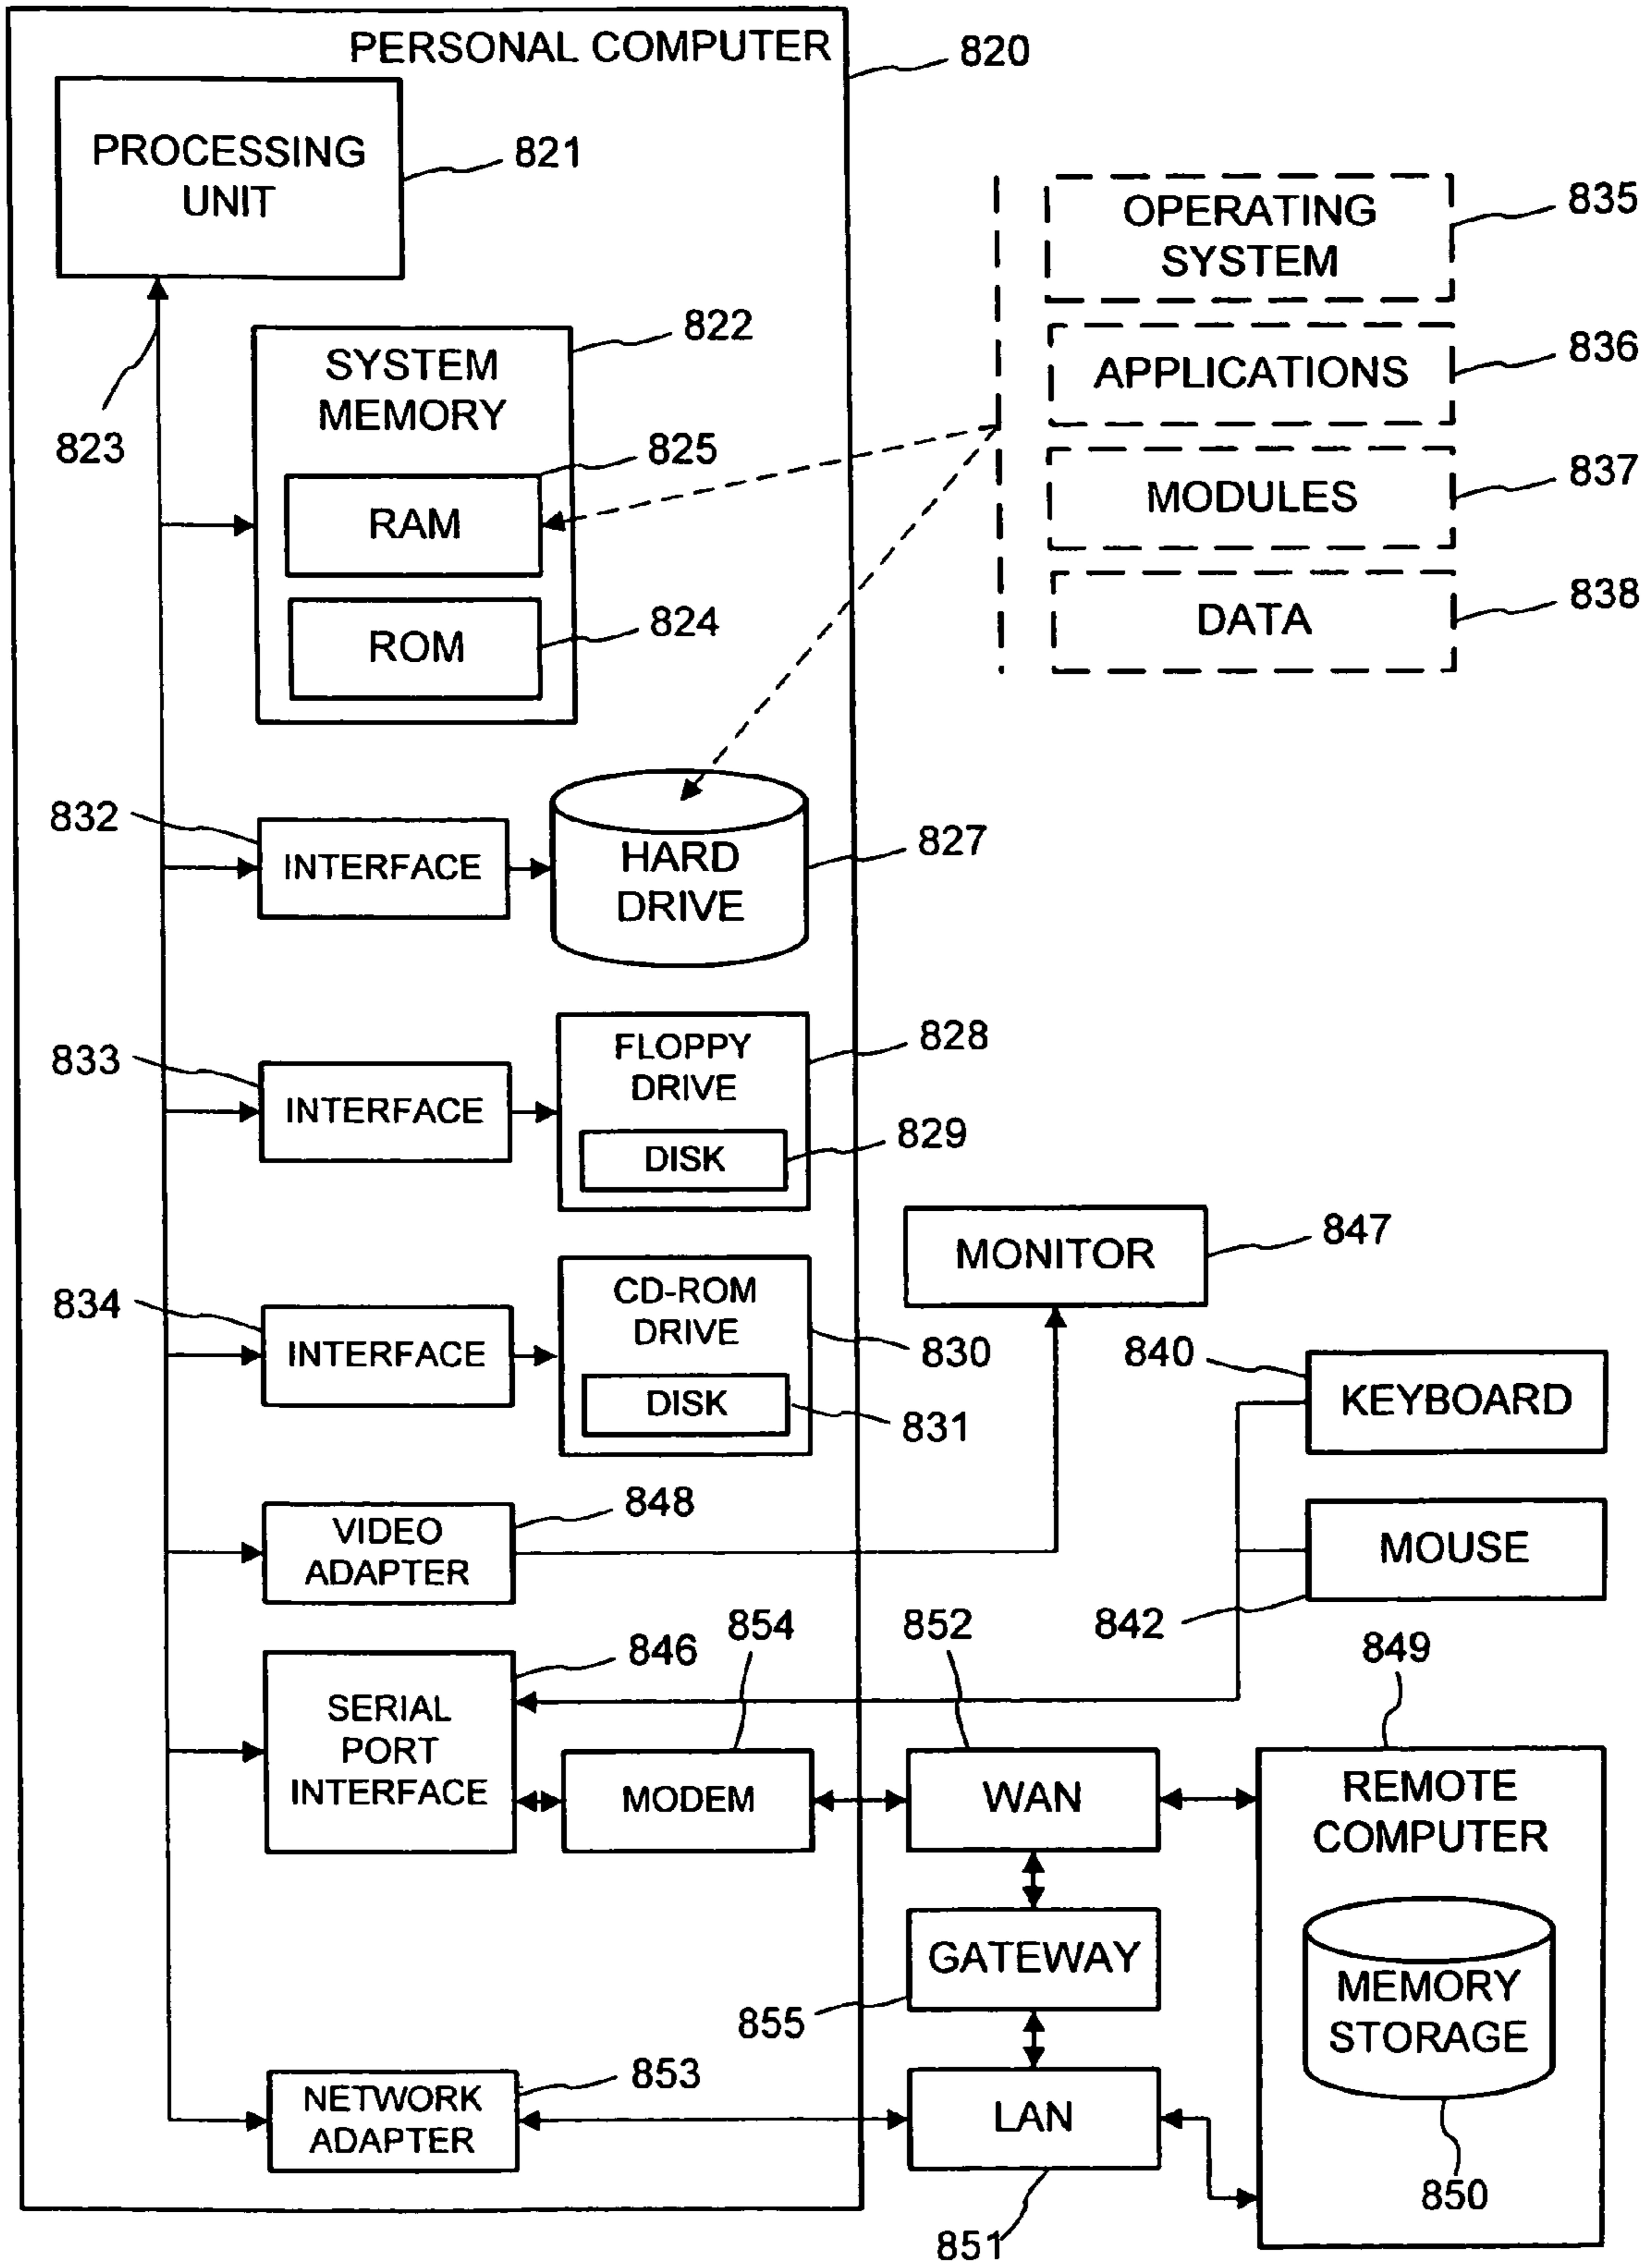 PERSONAL COMPUTER
820
PROCESSING
UNIT
821
823
SYSTEM
MEMORY
822
RAM
825
ROM
824
OPERATING
SYSTEM
835
APPLICATIONS
836
MODULES
837
DATA
838
832
INTERFACE
HARD
DRIVE
827
833
INTERFACE
FLOPPY
DRIVE
828
DISK
829
834
INTERFACE
CD-ROM
DRIVE
830
DISK
831
MONITOR
847
840
KEYBOARD
MOUSE
842
VIDEO
ADAPTER
848
SERIAL
PORT
INTERFACE
846
MODEM
854
WAN
852
REMOTE
COMPUTER
849
MEMORY
STORAGE
850
GATEWAY
855
NETWORK
ADAPTER
853
LAN
851